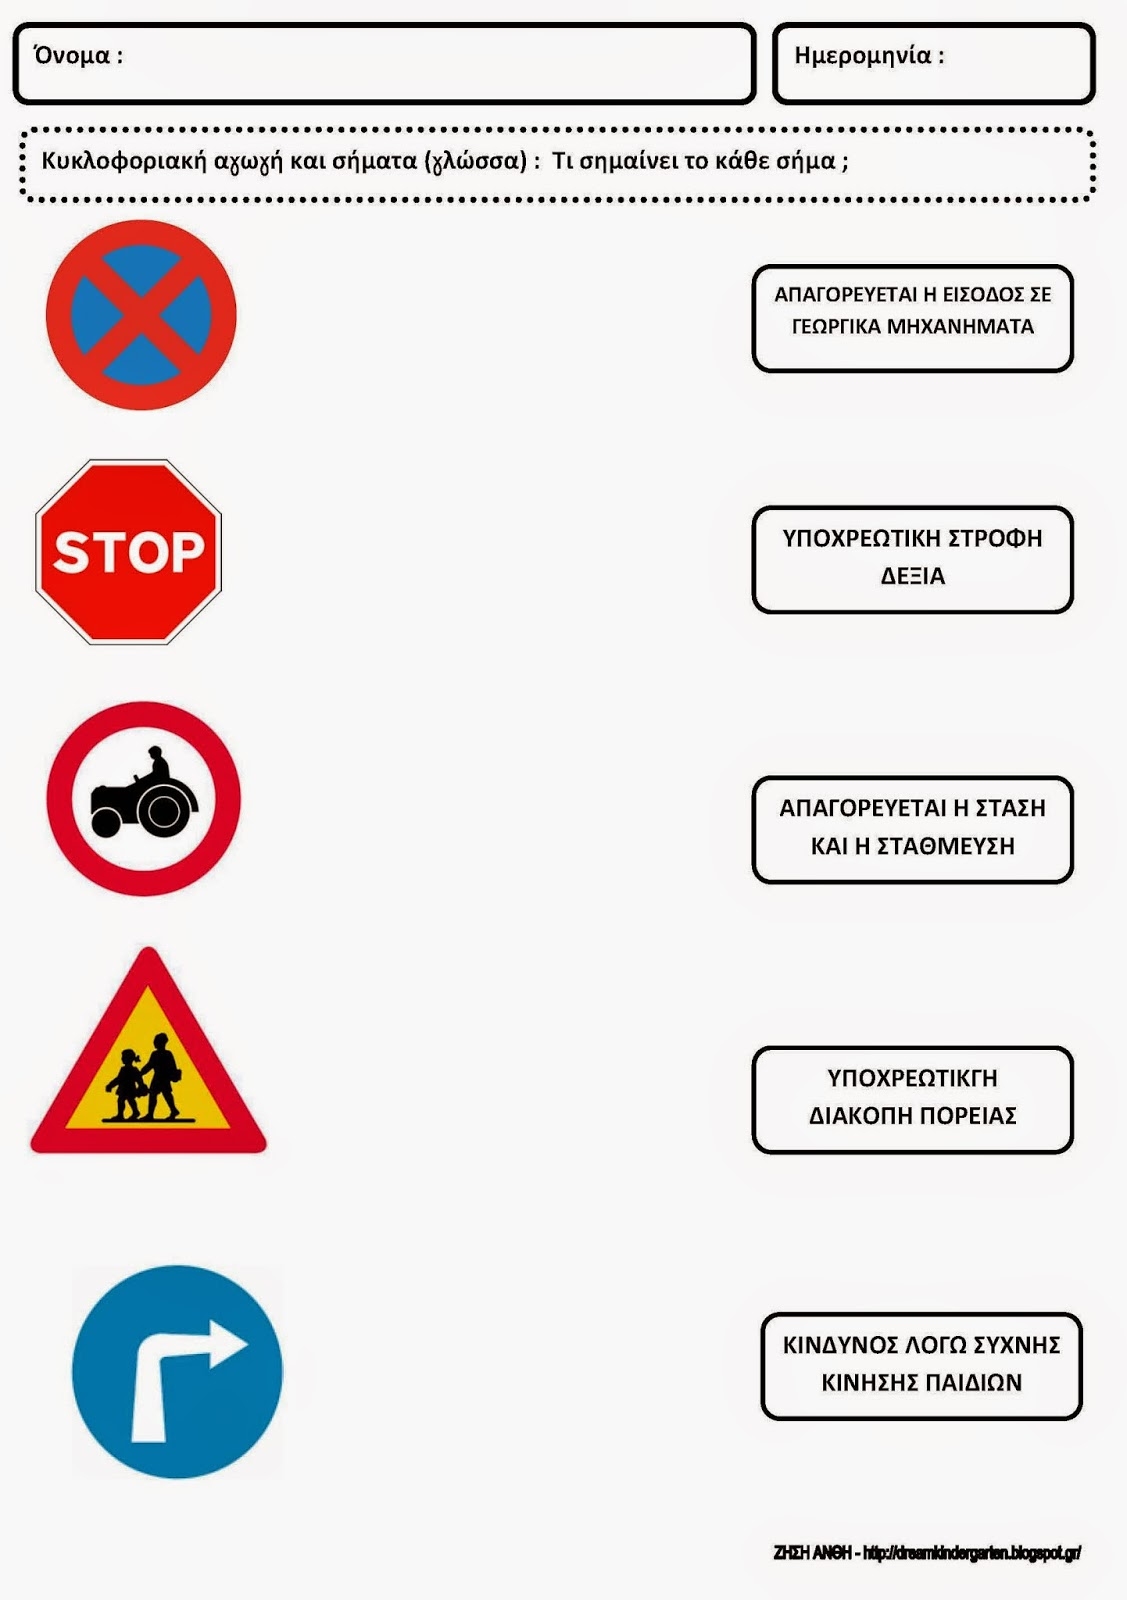 Όνομα :
Ημερομηνία :
Κυκλοφοριακή αγωγή και σήματα (γλώσσα) : Τι σημαίνει το κάθε σήμα ;
ΑΠΑΓΟΡΕΥΕΤΑΙ Η ΕΙΣΟΔΟΣ ΣΕ
ΓΕΩΡΓΙΚΑ ΜΗΧΑΝΗΜΑΤΑ
STOP
ΥΠΟΧΡΕΩΤΙΚΗ ΣΤΡΟΦΗ
ΔΕΞΙΑ
ΑΠΑΓΟΡΕΥΕΤΑΙ Η ΣΤΑΣΗ
ΚΑΙ Η ΣΤΑΘΜΕΥΣΗ
ΥΠΟΧΡΕΩΤΙΚΓΗ
ΔΙΑΚΟΠΗ ΠΟΡΕΙΑΣ
ΚΙΝΔΥΝΟΣ ΛΟΓΩ ΣΥΧΝΗΣ
ΚΙΝΗΣΗΣ ΠΑΙΔΙΩΝ
ΖΗΣΗ ΑΝΘΗ - http://dreamkindergarten.blogspot.gr/